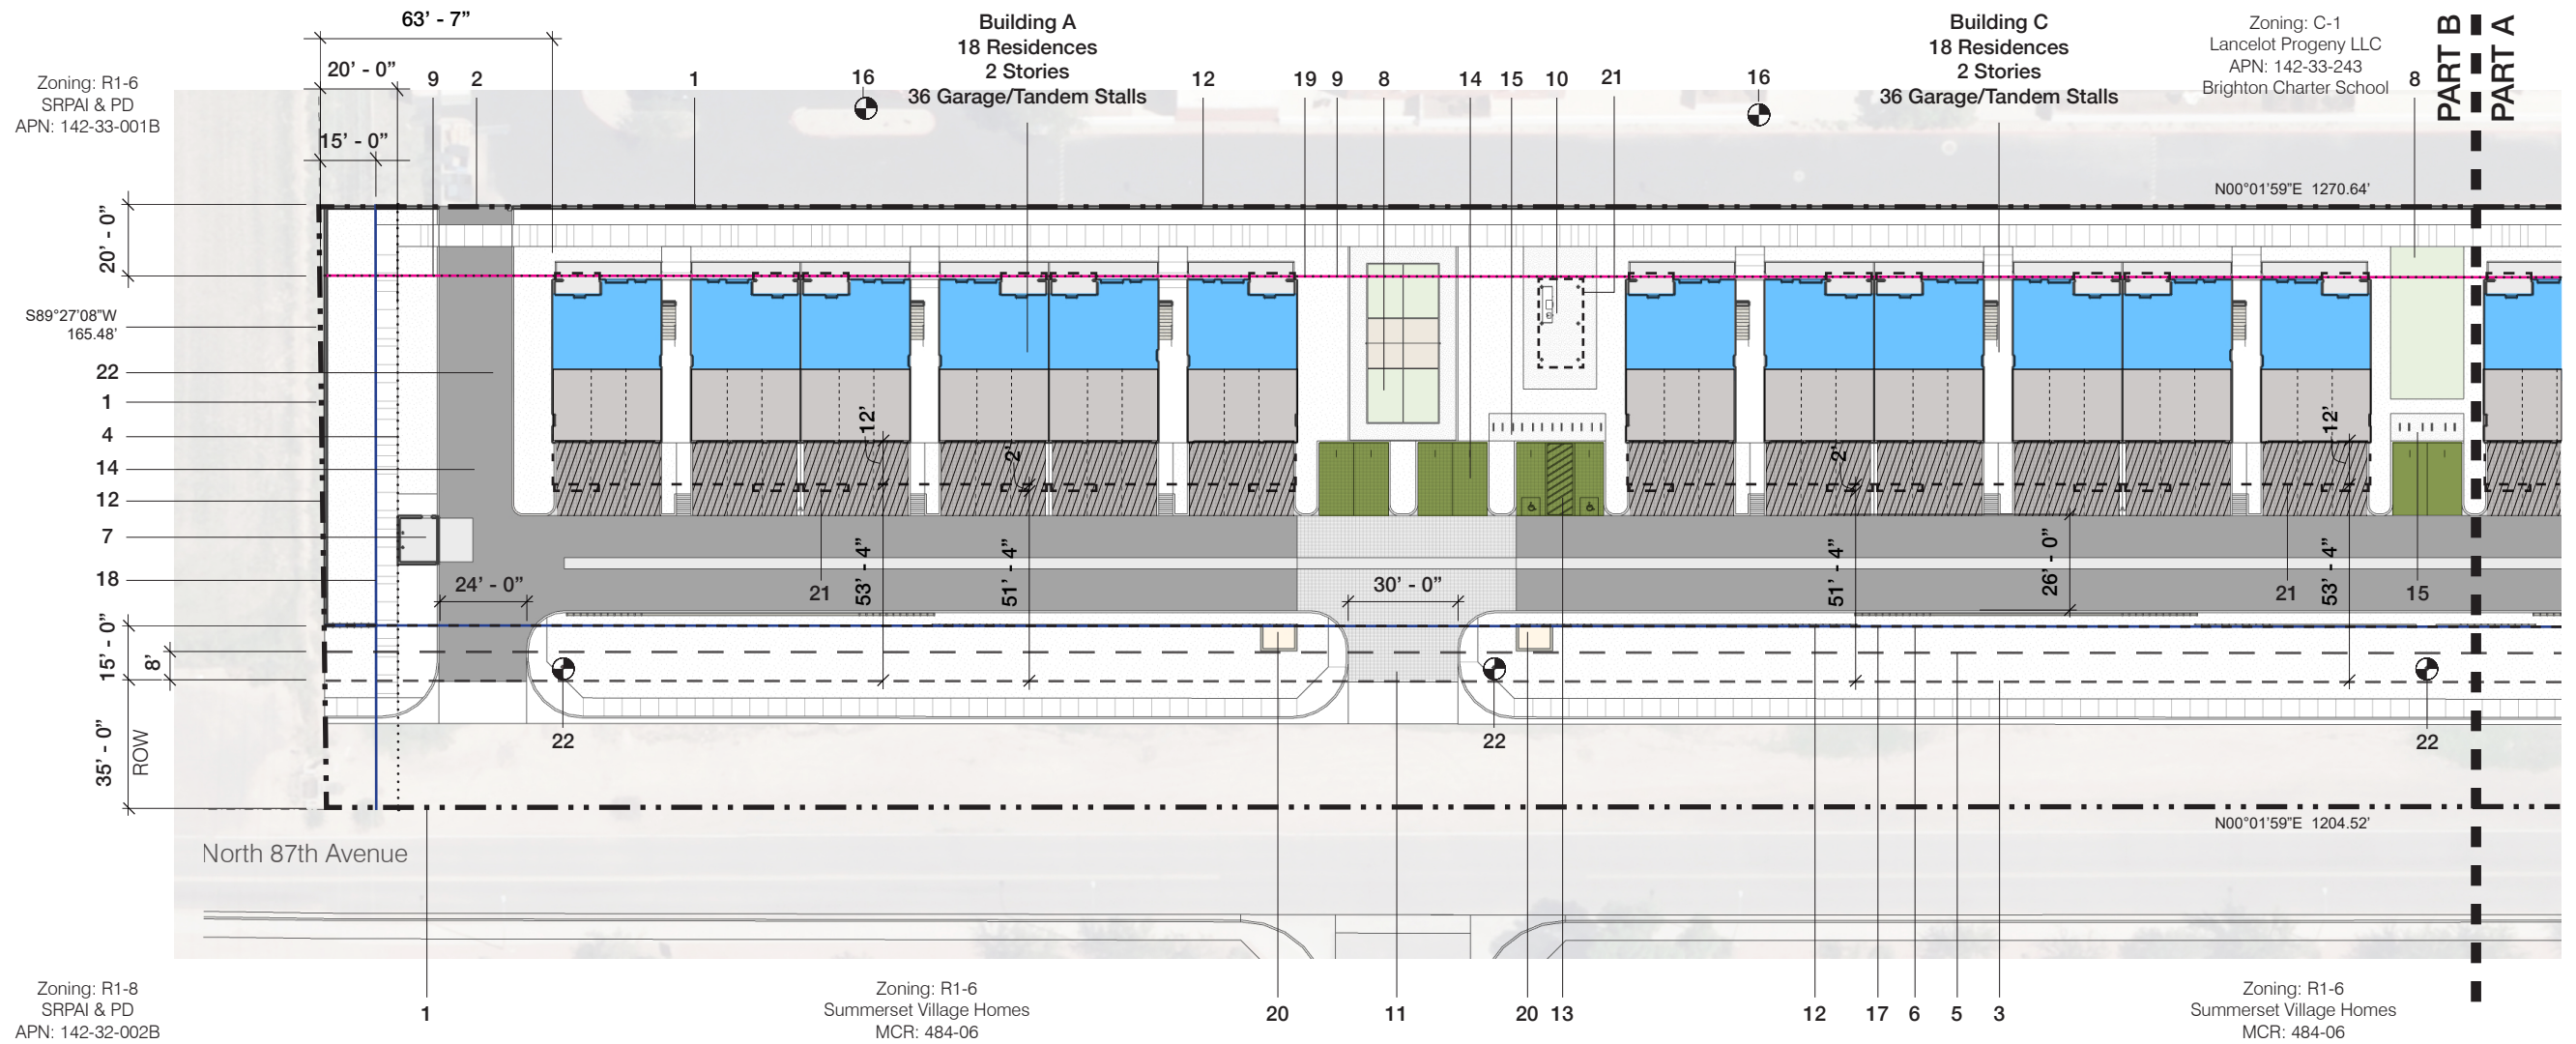 63’ - 7”
Building A
18 Residences
2 Stories
36 Garage/Tandem Stalls
Building C
18 Residences
2 Stories
36 Garage/Tandem Stalls
Zoning: C-1
Lancelot Progeny LLC
APN: 142-33-243
Brighton Charter School
PART B
PART A
Zoning: R1-6
SRPAI & PD
APN: 142-33-001B
20’ - 0”
9
2
1
16
12
19
9
8
14
15
10
21
16
8
15’ - 0”
N00°01’59”E 1270.64’
20’ - 0”
S89°27’08”W
165.48’
22
1
4
14
12
7
18
12’
2’
2’
12’
24’ - 0”
21
53’ - 4”
51’ - 4”
30’ - 0”
51’ - 4”
26’ - 0”
21
53’ - 4”
15
15’ - 0”
8’
35’ - 0”
ROW
22
22
22
N00°01’59”E 1204.52’
North 87th Avenue
Zoning: R1-8
SRPAI & PD
APN: 142-32-002B
1
Zoning: R1-6
Summerset Village Homes
MCR: 484-06
20
11
20
13
12
17
6
5
3
Zoning: R1-6
Summerset Village Homes
MCR: 484-06